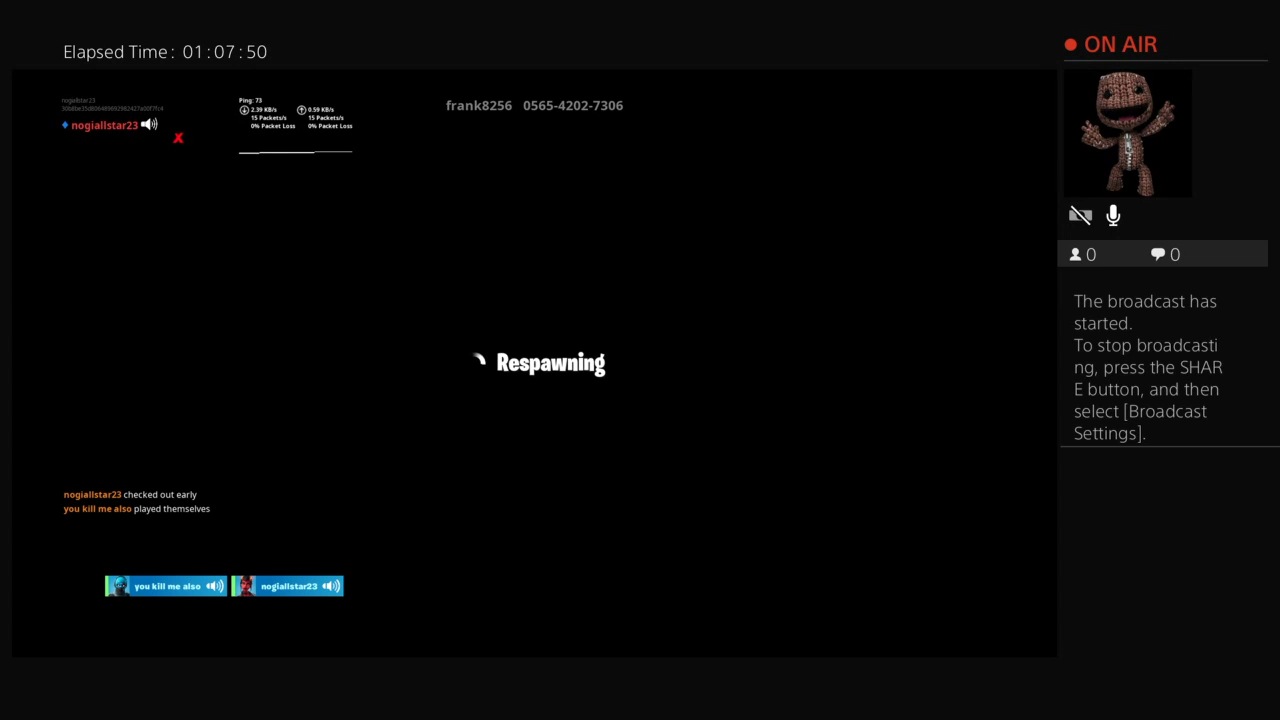 Elapsed Time: 01:07:50
ON AIR
nogiallstar23
nogiallstar23
X
Ping: 73
2.39 KB/s 0.59 KB/s
15 Packets/s 15 Packets/s
0% Packet Loss 0% Packet Loss
frank8256 0565-4202-7306
0 0
The broadcast has
started.
To stop broadcasti
ng, press the SHAR
E button, and then
select [Broadcast
Settings].
Respawning
nogiallstar23 checked out early
you kill me also played themselves
you kill me also nogiallstar23